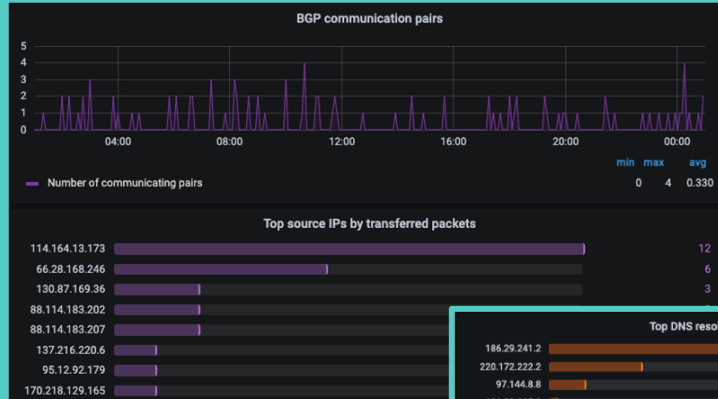 BGP communication pairs
5
4
3
2
1
0
04:00 08:00 12:00 16:00 20:00 00:00
min max avg
Number of communicating pairs 0 4 0.330
Top source IPs by transferred packets
114.164.13.173 12
66.28.168.246 6
130.87.169.36 3
88.114.183.202
88.114.183.207
137.216.220.6
95.12.92.179
170.218.129.165
Top DNS resol
186.29.241.2
220.172.222.2
97.144.8.8